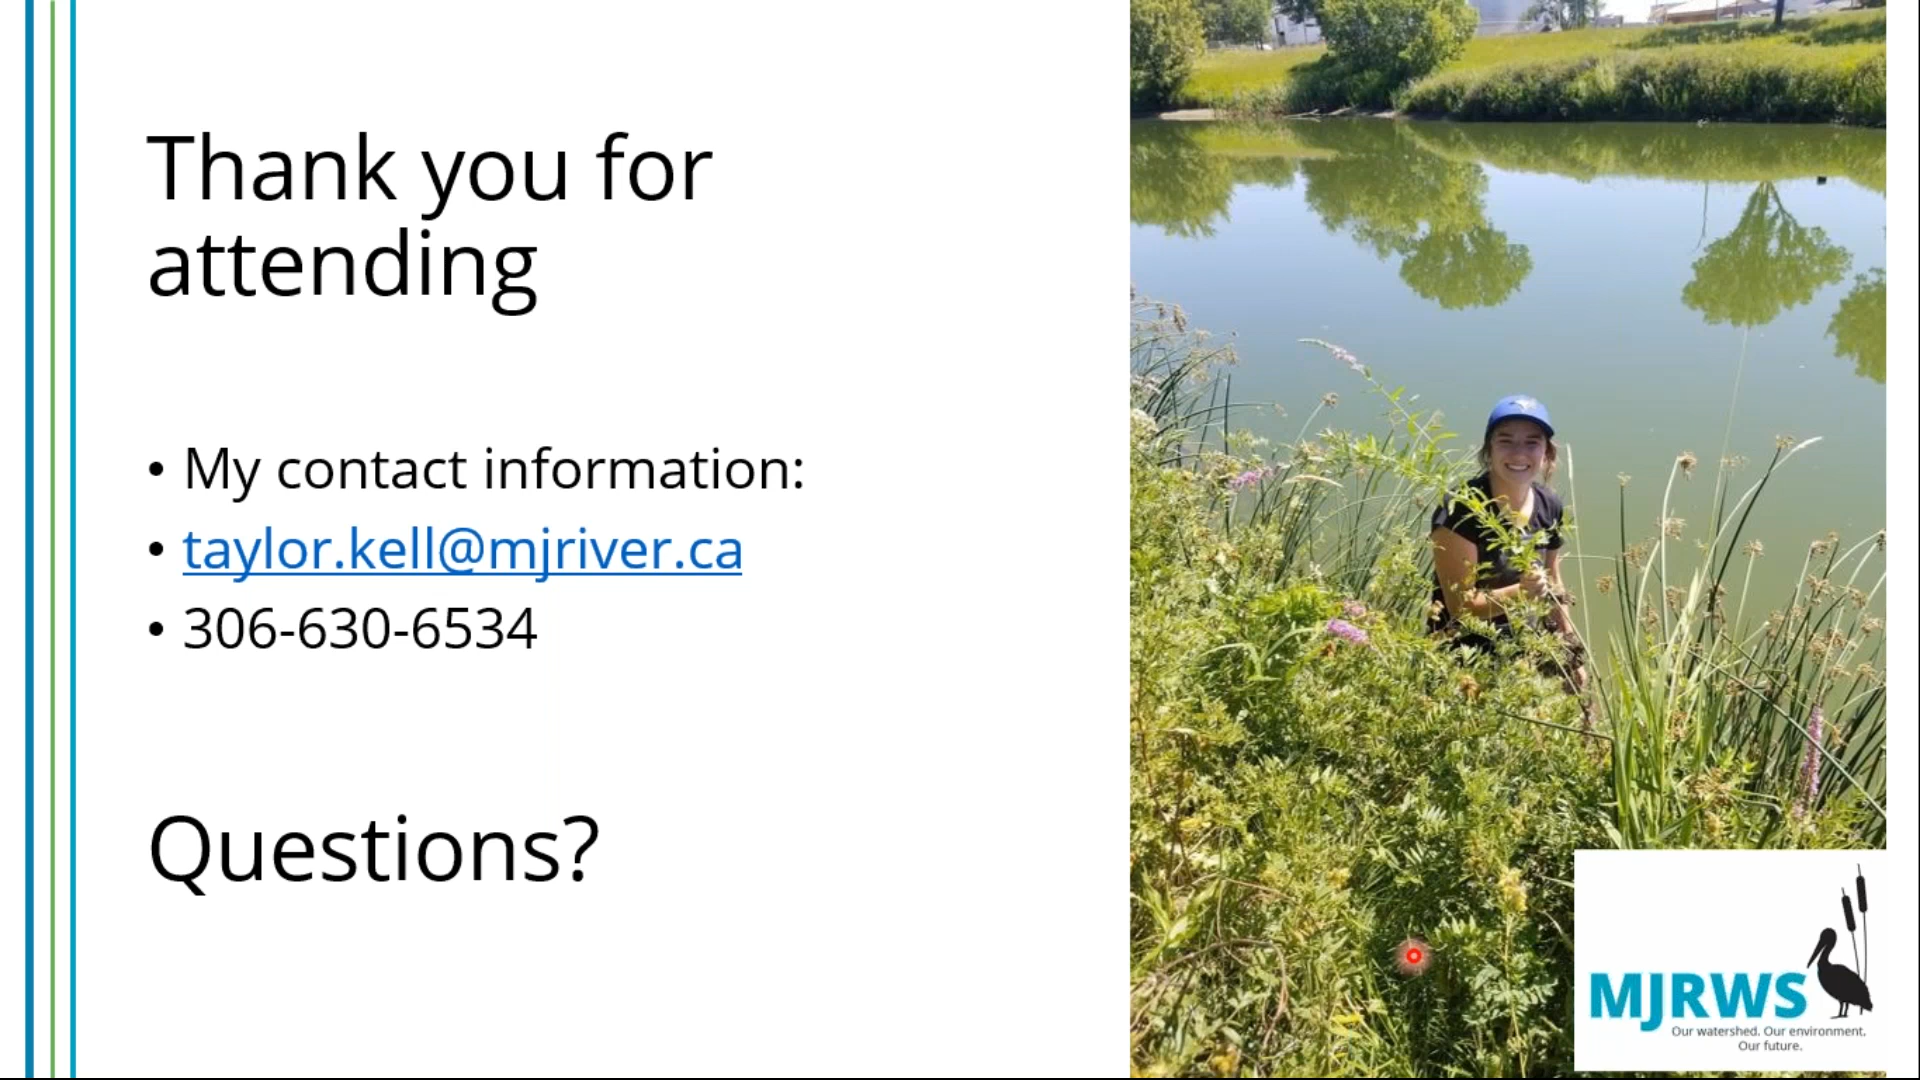 Thank you for
attending
• My contact information:
• taylor.kell@mjriver.ca
• 306-630-6534
Questions?
MJRWS
Our watershed. Our environment.
Our future.